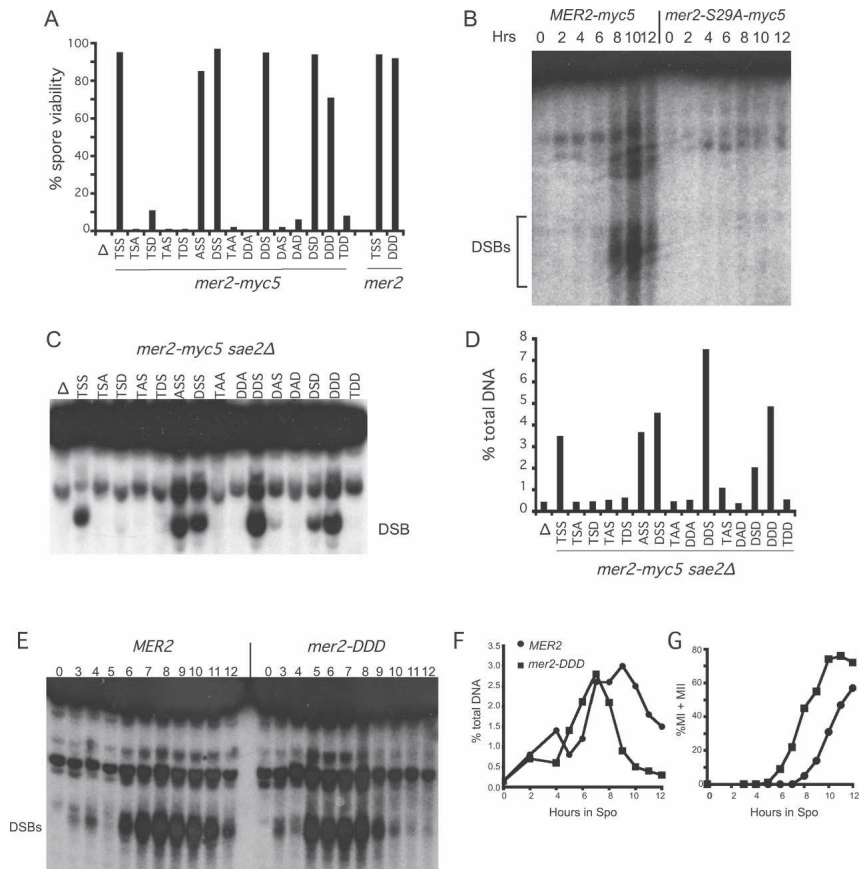 A
% spore viability
100
80
60
40
20
0
Δ TSS TSA TSD TAS TDS ASS DSS TAA DDA DDS DAS DAD DSD DDD TDD TSS DDD
mer2-myc5 mer2
B
MER2-myc5 mer2-S29A-myc5
Hrs 0 2 4 6 8 10 12 0 2 4 6 8 10 12
DSBs
C
mer2-myc5 sae2Δ
Δ TSS TSA TSD TAS TDS ASS DSS TAA DDA DDS DAS DAD DSD DDD TDD
DSB
D
% total DNA
8
7
6
5
4
3
2
1
0
Δ TSS TSA TSD TAS TDS ASS DSS TAA DDA DDS TAS DAD DSD DDD TDD
mer2-myc5 sae2Δ
E
MER2 mer2-DDD
0 3 4 5 6 7 8 9 10 11 12 0 3 4 5 6 7 8 9 10 11 12
DSBs
F
MER2
mer2-DDD
% total DNA
3.5
3.0
2.5
2.0
1.5
1.0
0.5
0.0
0 2 4 6 8 10 12
Hours in Spo
G
%MI + MII
80
60
40
20
0
0 2 4 6 8 10 12
Hours in Spo